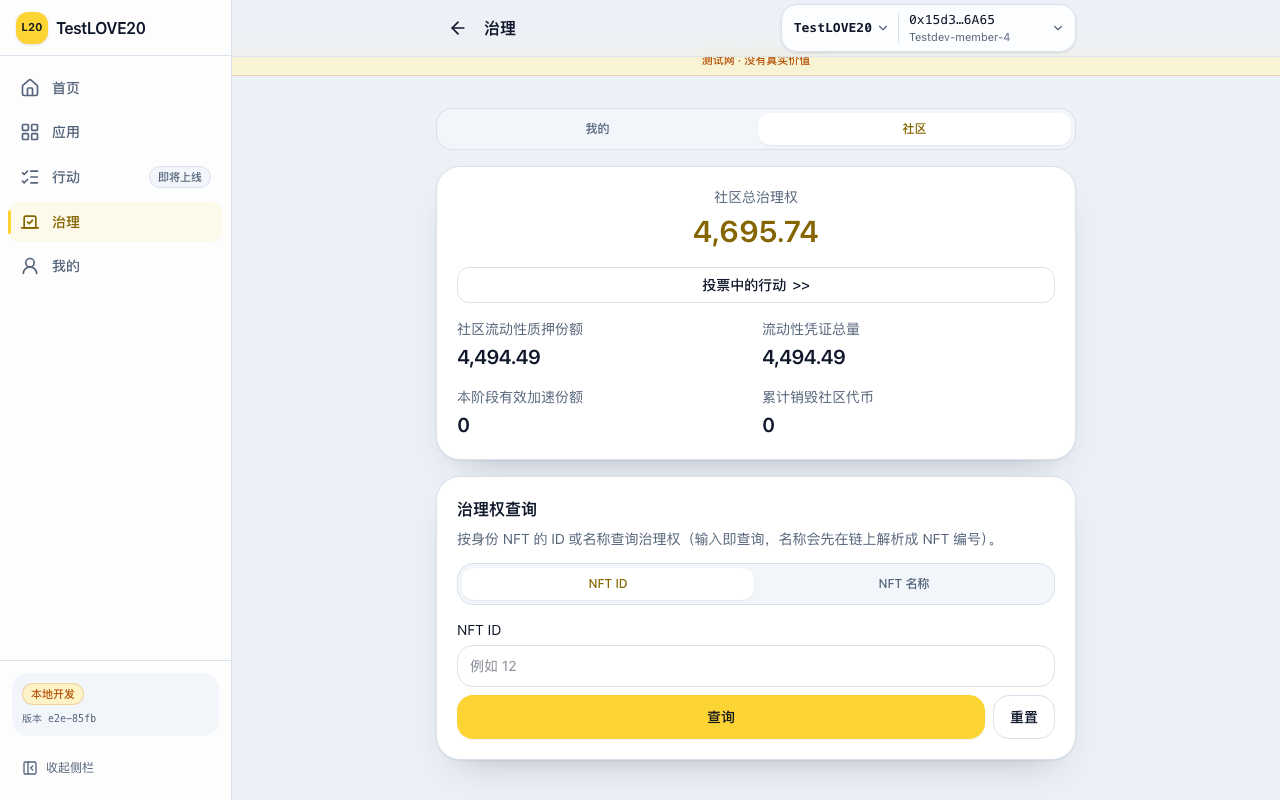 L20 TestLOVE20
首页
应用
行动 即将上线
治理
我的
本地开发
版本 e2e-85fb
收起侧栏
治理
TestLOVE20
0x15d3…6A65
Testdev-member-4
测试网 · 没有真实价值
我的 社区
社区总治理权
4,695.74
投票中的行动 >>
社区流动性质押份额 流动性凭证总量
4,494.49 4,494.49
本阶段有效加速份额 累计销毁社区代币
0 0
治理权查询
按身份 NFT 的 ID 或名称查询治理权（输入即查询，名称会先在链上解析成 NFT 编号）。
NFT ID NFT 名称
NFT ID
例如 12
查询 重置